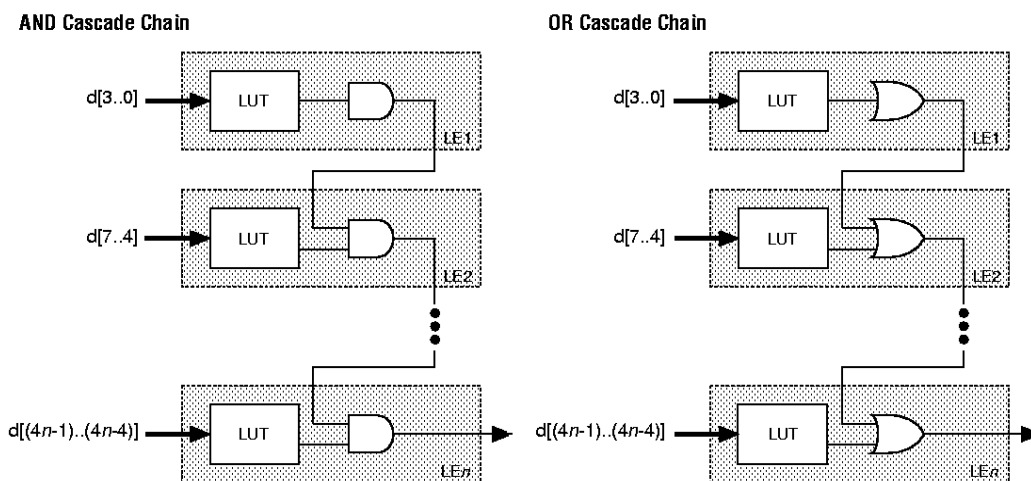 AND Cascade Chain
OR Cascade Chain
d[3..0]
LUT
LE1
d[3..0]
LUT
LE1
d[7..4]
LUT
LE2
d[7..4]
LUT
LE2
d[(4n-1)..(4n-4)]
LUT
LEn
d[(4n-1)..(4n-4)]
LUT
LEn